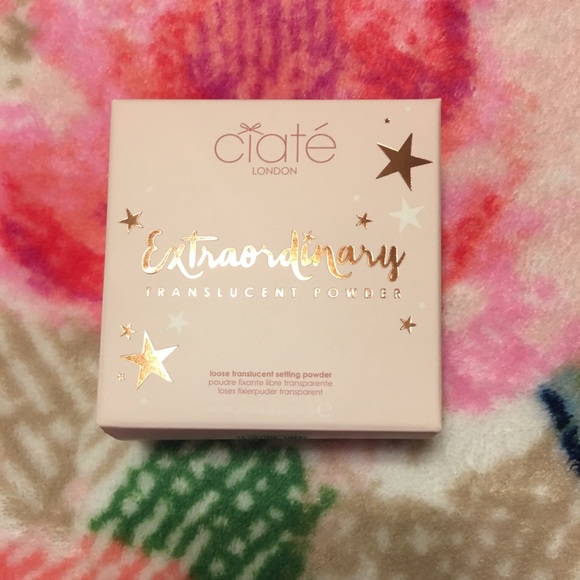 ciaté
LONDON
Extraordinary
TRANSLUCENT POWDER
loose translucent setting powder
poudre fixante libre transparente
loses fixierpuder transparent